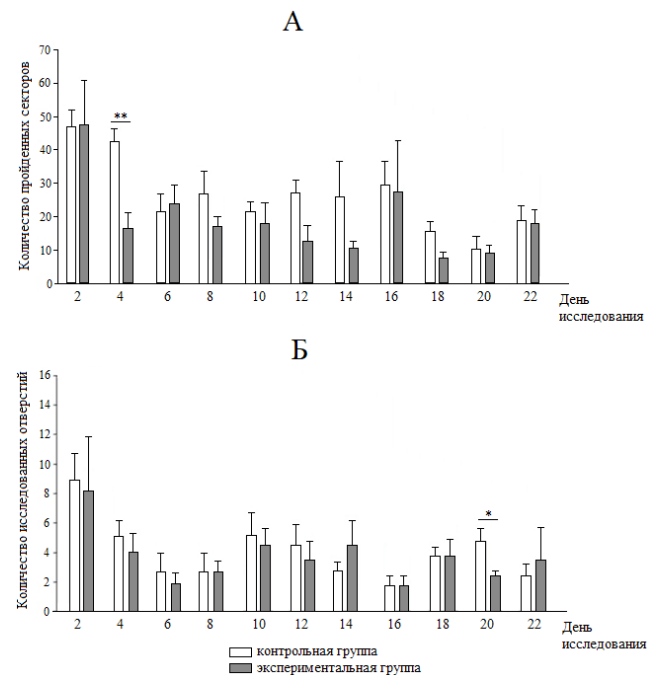 А
Количество пройденных секторов
70
60
50
40
30
20
10
0
**
2 4 6 8 10 12 14 16 18 20 22
День
исследования
Б
Количество исследованных отверстий
16
14
12
10
8
6
4
2
0
*
2 4 6 8 10 12 14 16 18 20 22
День
исследования
контрольная группа
экспериментальная группа